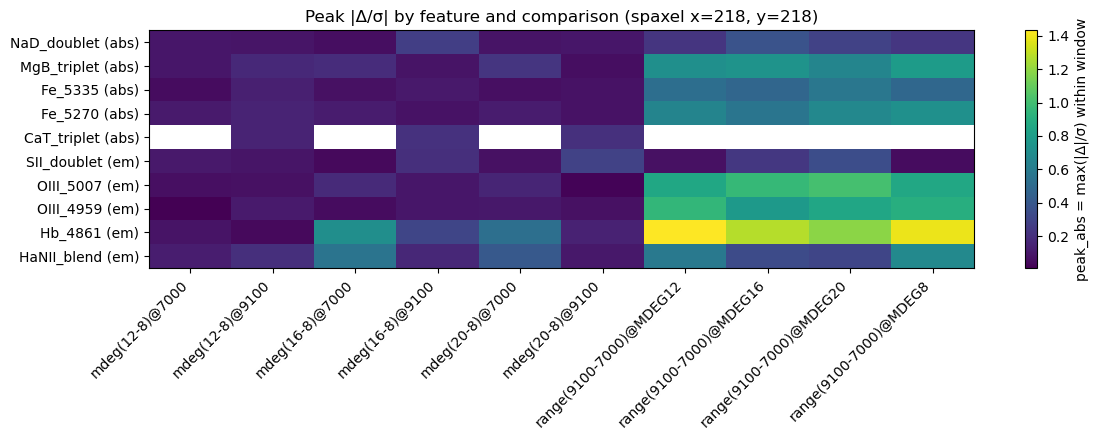 Peak |Δ/σ| by feature and comparison (spaxel x=218, y=218)
NaD_doublet (abs)
MgB_triplet (abs)
Fe_5335 (abs)
Fe_5270 (abs)
CaT_triplet (abs)
SII_doublet (em)
OIII_5007 (em)
OIII_4959 (em)
Hb_4861 (em)
HaNII_blend (em)
mdeg(12-8)@7000
mdeg(12-8)@9100
mdeg(16-8)@7000
mdeg(16-8)@9100
mdeg(20-8)@7000
mdeg(20-8)@9100
range(9100-7000)@MDEG12
range(9100-7000)@MDEG16
range(9100-7000)@MDEG20
range(9100-7000)@MDEG8
1.4
1.2
1.0
0.8
0.6
0.4
0.2
peak_abs = max(|Δ|/σ) within window